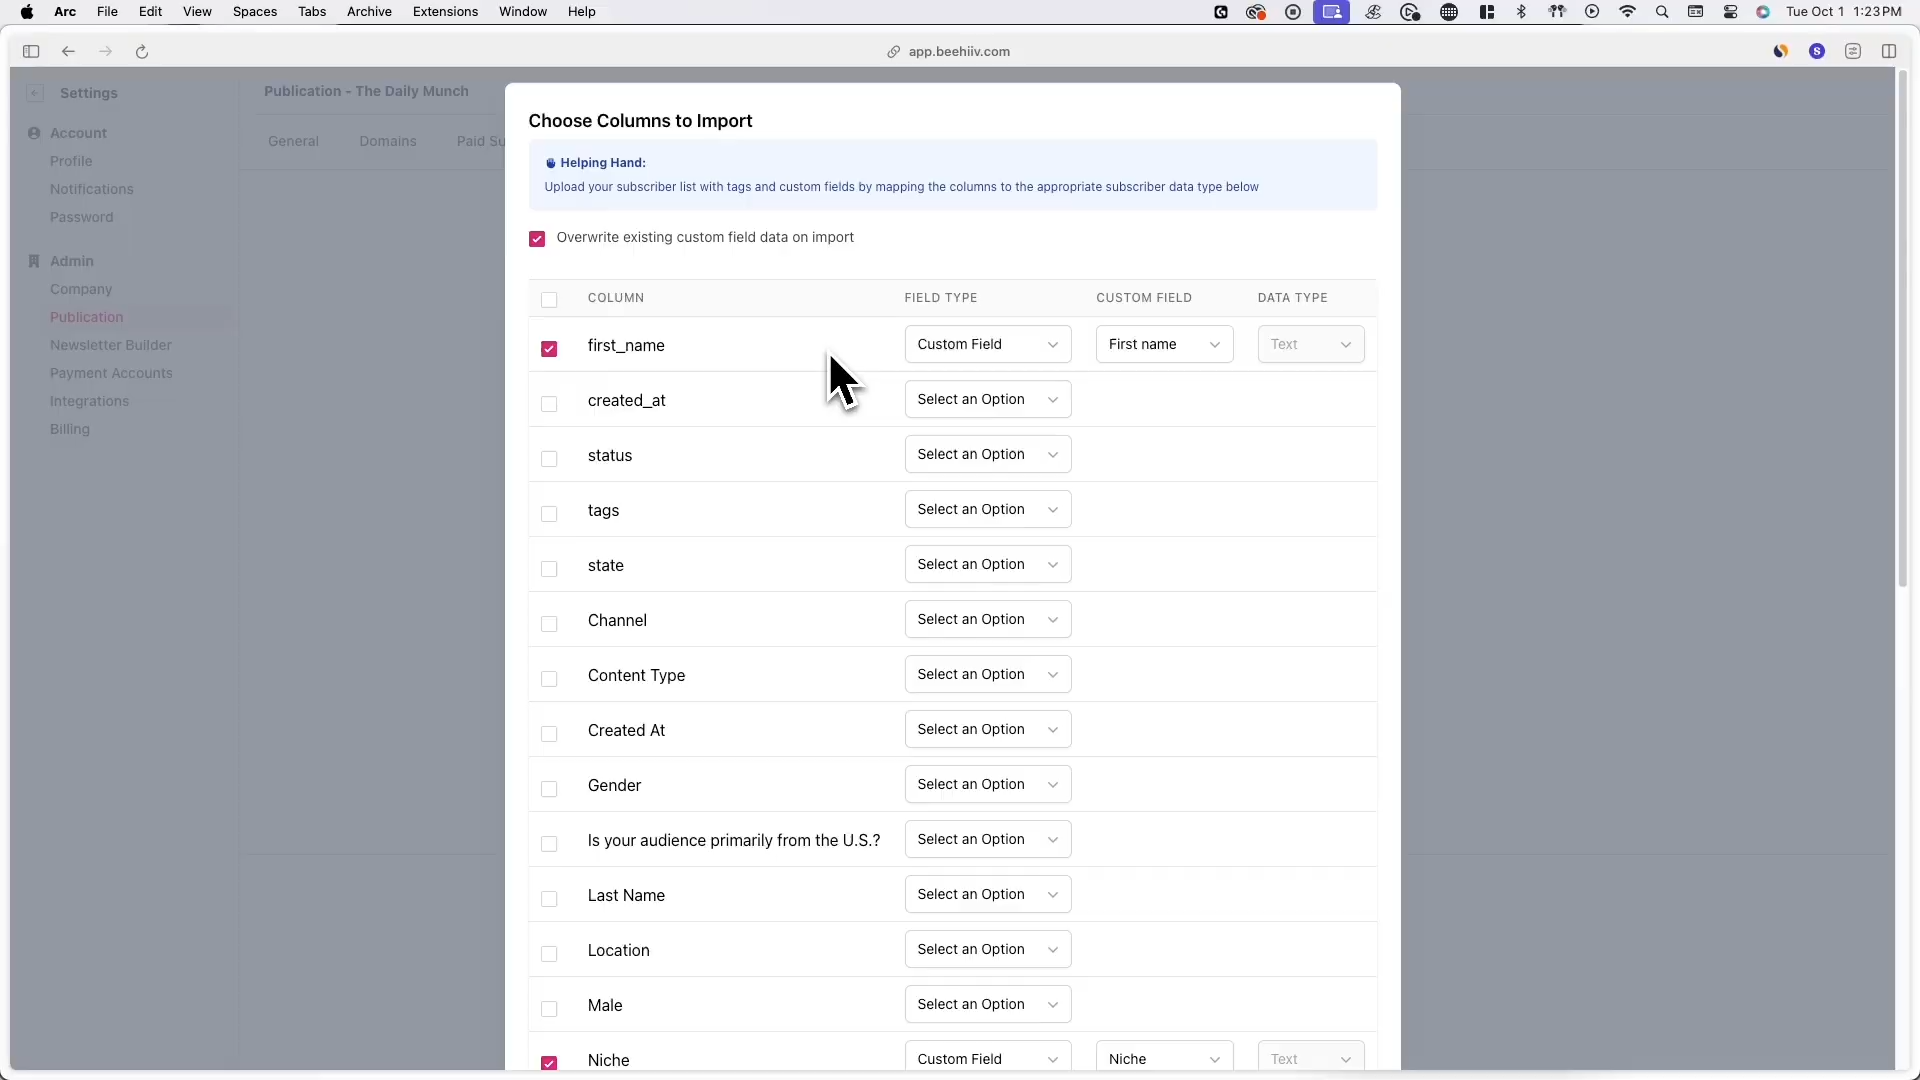 Arc File Edit View Spaces Tabs Archive Extensions Window Help Tue Oct 1 1:23 PM
app.beehiiv.com
S
Settings
Account
Profile
Notifications
Password
Admin
Company
Publication
Newsletter Builder
Payment Accounts
Integrations
Billing
Publication - The Daily Munch
General Domains Paid Su
Choose Columns to Import
Helping Hand:
Upload your subscriber list with tags and custom fields by mapping the columns to the appropriate subscriber data type below
Overwrite existing custom field data on import
COLUMN FIELD TYPE CUSTOM FIELD DATA TYPE
first_name Custom Field First name Text
created_at Select an Option
status Select an Option
tags Select an Option
state Select an Option
Channel Select an Option
Content Type Select an Option
Created At Select an Option
Gender Select an Option
Is your audience primarily from the U.S.? Select an Option
Last Name Select an Option
Location Select an Option
Male Select an Option
Niche Custom Field Niche Text